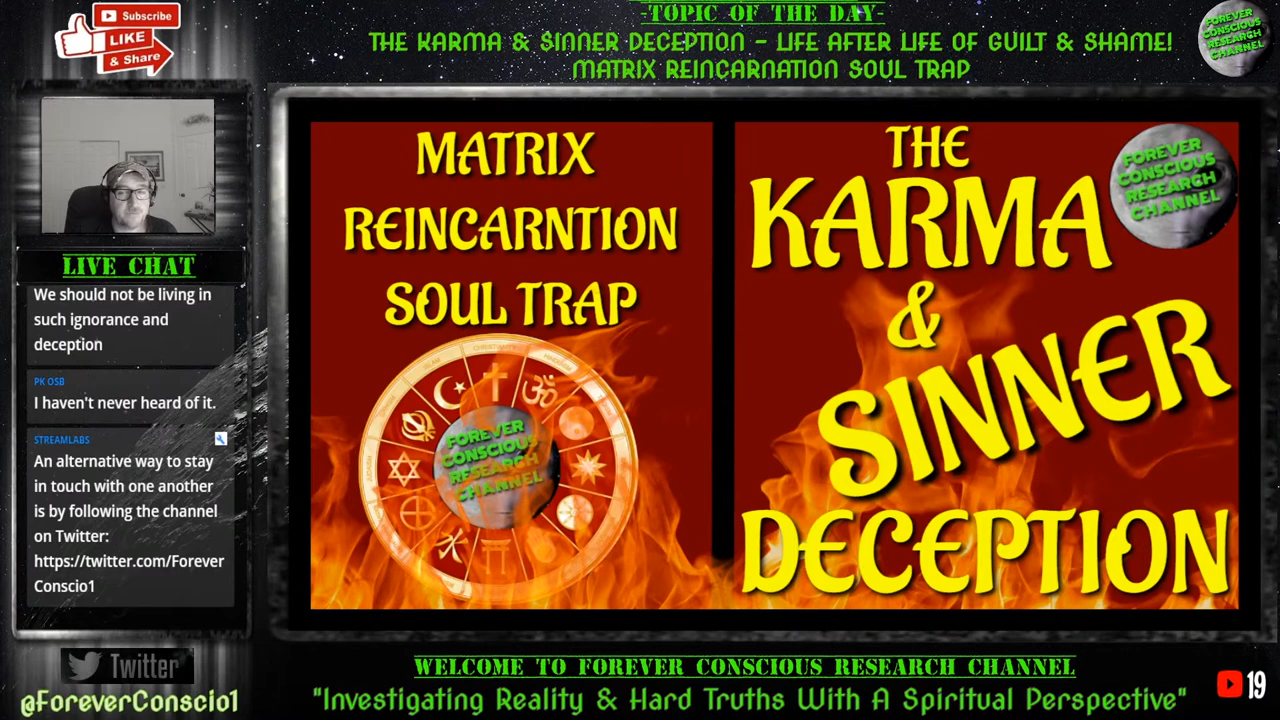 Subscribe
LIKE
& Share
-TOPIC OF THE DAY-
THE KARMA & SINNER DECEPTION - LIFE AFTER LIFE OF GUILT & SHAME!
MATRIX REINCARNATION SOUL TRAP
FOREVER
CONSCIOUS
RESEARCH
CHANNEL
LIVE CHAT
We should not be living in
such ignorance and
deception
PK OSB
I haven't never heard of it.
STREAMLABS
An alternative way to stay
in touch with one another
is by following the channel
on Twitter:
https://twitter.com/Forever
Conscio1
Twitter
@ForeverConscio1
MATRIX
REINCARNTION
SOUL TRAP
FOREVER
CONSCIOUS
RESEARCH
CHANNEL
THE
KARMA
&
SINNER
DECEPTION
FOREVER
CONSCIOUS
RESEARCH
CHANNEL
WELCOME TO FOREVER CONSCIOUS RESEARCH CHANNEL
"Investigating Reality & Hard Truths With A Spiritual Perspective"
19